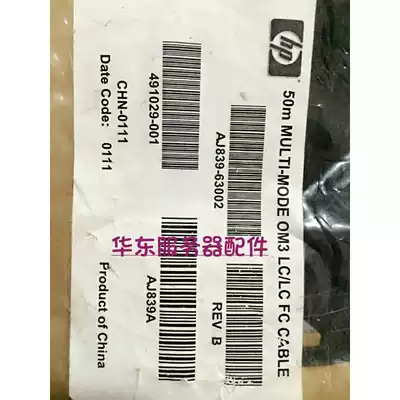 hp
50m MULTI-MODE OM3 LC/LC FC CABLE
AJ839-63002
REV B
491029-001
AJ839A
CHN-0111
Date Code: 0111
Product of China
华东服务器配件